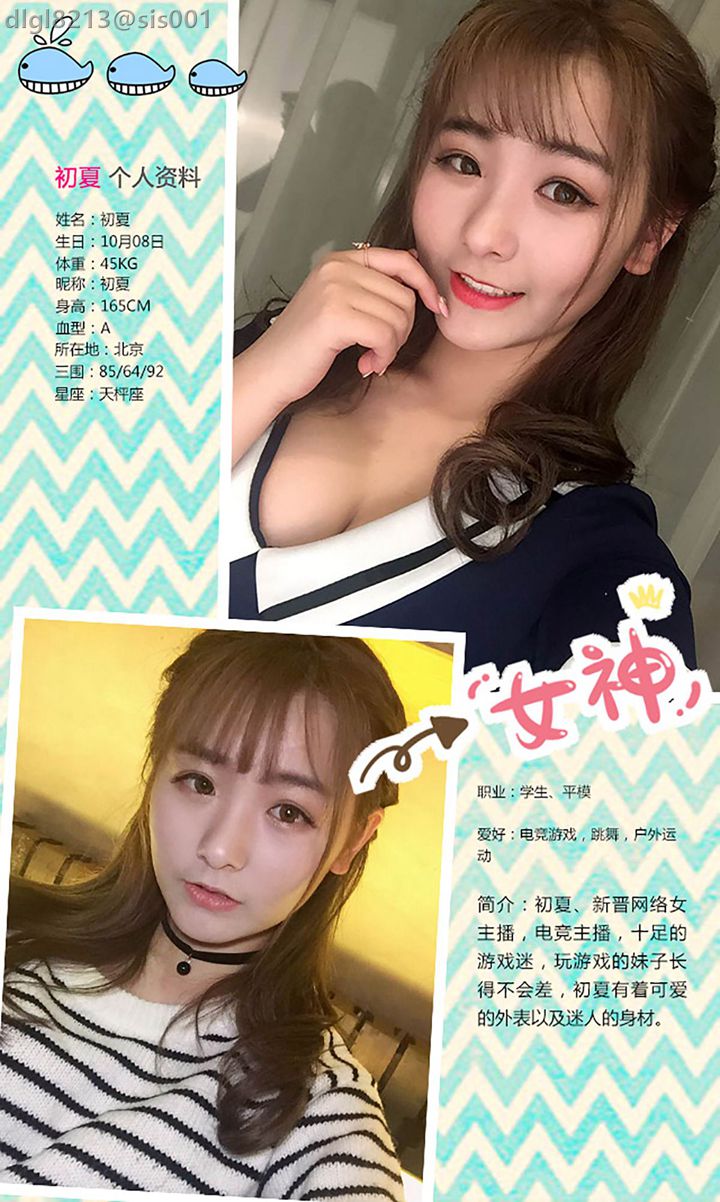 dlgl8213@sis001
初夏 个人资料
姓名：初夏
生日：10月08日
体重：45KG
昵称：初夏
身高：165CM
血型：A
所在地：北京
三围：85/64/92
星座：天枰座
女神
职业：学生、平模
爱好：电竞游戏，跳舞，户外运
动
简介：初夏、新晋网络女
主播，电竞主播，十足的
游戏迷，玩游戏的妹子长
得不会差，初夏有着可爱
的外表以及迷人的身材。